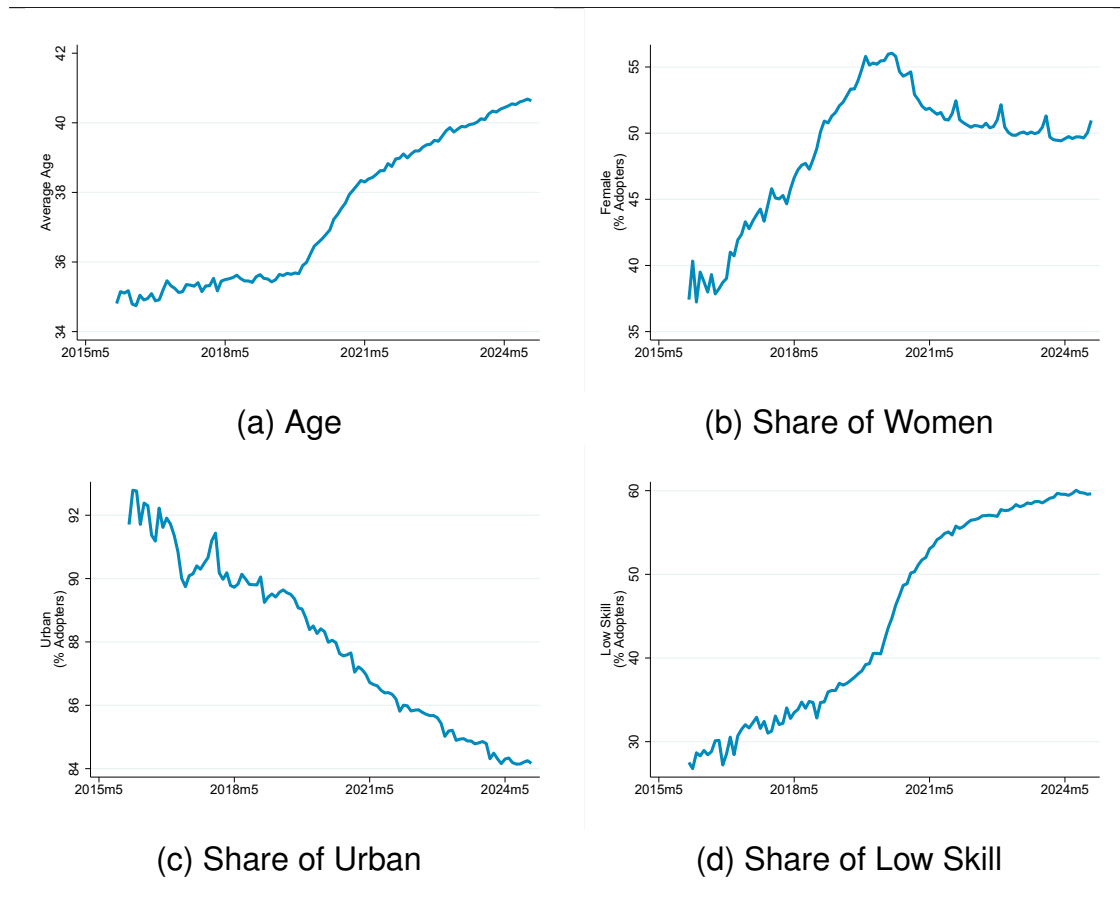 42
40
38
36
34
Average Age
2015m5 2018m5 2021m5 2024m5
(a) Age
55
50
45
40
35
Female
(% Adopters)
2015m5 2018m5 2021m5 2024m5
(b) Share of Women
92
90
88
86
84
Urban
(% Adopters)
2015m5 2018m5 2021m5 2024m5
(c) Share of Urban
60
50
40
30
Low Skill
(% Adopters)
2015m5 2018m5 2021m5 2024m5
(d) Share of Low Skill